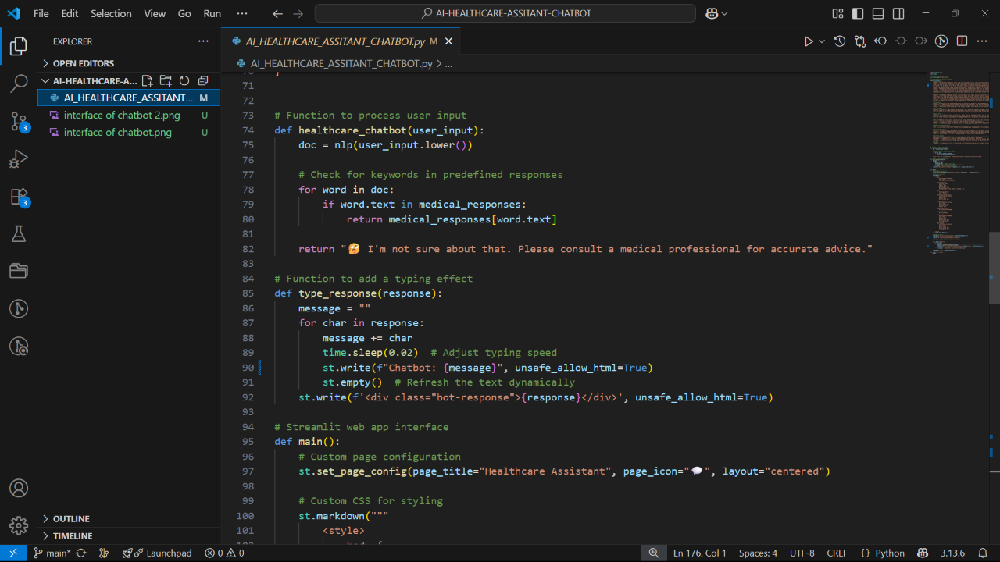 File Edit Selection View Go Run ··· AI-HEALTHCARE-ASSITANT-CHATBOT
EXPLORER
OPEN EDITORS
AI-HEALTHCARE-A...
AI_HEALTHCARE_ASSITANT... M
interface of chatbot 2.png U
interface of chatbot.png U
OUTLINE
TIMELINE
3
3
AI_HEALTHCARE_ASSITANT_CHATBOT.py M
AI_HEALTHCARE_ASSITANT_CHATBOT.py > ...
70 }
71
72
73 # Function to process user input
74 def healthcare_chatbot(user_input):
75 doc = nlp(user_input.lower())
76
77 # Check for keywords in predefined responses
78 for word in doc:
79 if word.text in medical_responses:
80 return medical_responses[word.text]
81
82 return "🤔 I'm not sure about that. Please consult a medical professional for accurate advice."
83
84 # Function to add a typing effect
85 def type_response(response):
86 message = ""
87 for char in response:
88 message += char
89 time.sleep(0.02) # Adjust typing speed
90 st.write(f"Chatbot: {message}", unsafe_allow_html=True)
91 st.empty() # Refresh the text dynamically
92 st.write(f'<div class="bot-response">{response}</div>', unsafe_allow_html=True)
93
94 # Streamlit web app interface
95 def main():
96 # Custom page configuration
97 st.set_page_config(page_title="Healthcare Assistant", page_icon="💬", layout="centered")
98
99 # Custom CSS for styling
100 st.markdown("""
101 <style>
102 body {
main* Launchpad 0 0 Ln 176, Col 1 Spaces: 4 UTF-8 CRLF {} Python 3.13.6